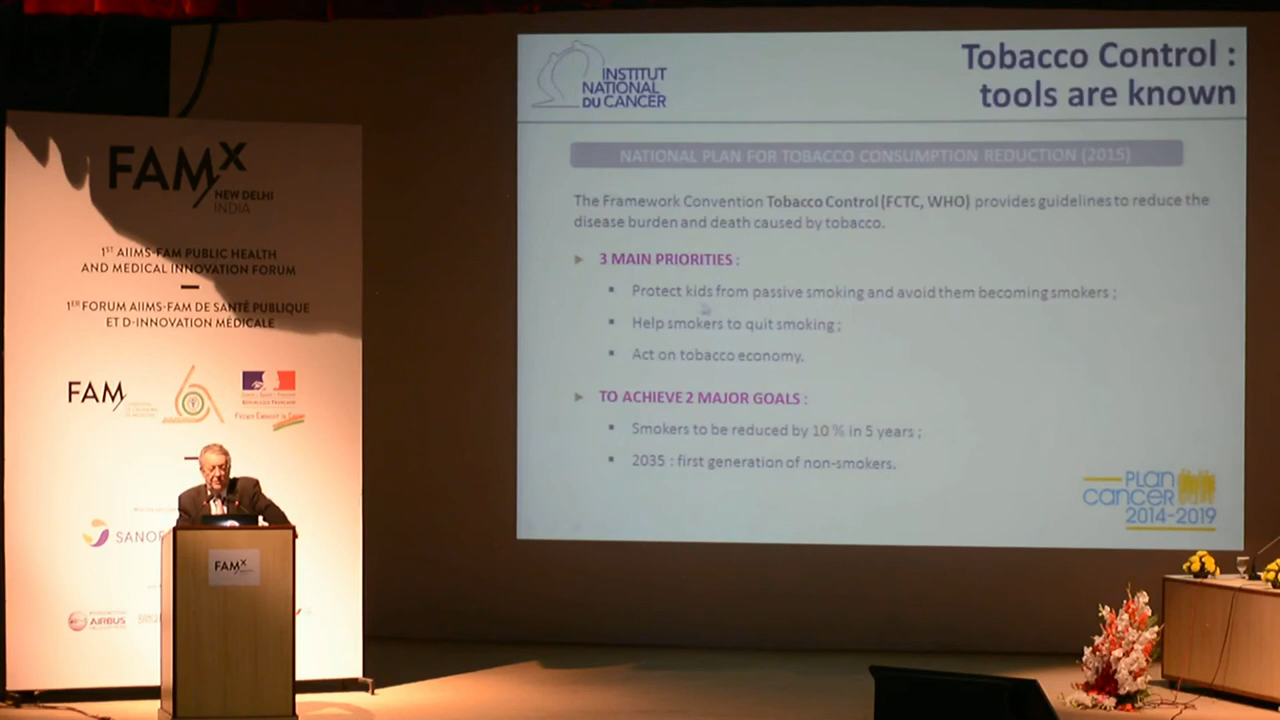 FAMx
NEW DELHI
INDIA
1ST AIIMS-FAM PUBLIC HEALTH
AND MEDICAL INNOVATION FORUM
1ER FORUM AIIMS-FAM DE SANTÉ PUBLIQUE
ET D-INNOVATION MÉDICALE
FAM
SANOF
AIRBUS
FAMx
INSTITUT
NATIONAL
DU CANCER
Tobacco Control :
tools are known
NATIONAL PLAN FOR TOBACCO CONSUMPTION REDUCTION (2015)
The Framework Convention Tobacco Control (FCTC, WHO) provides guidelines to reduce the
disease burden and death caused by tobacco.
3 MAIN PRIORITIES :
Protect kids from passive smoking and avoid them becoming smokers ;
Help smokers to quit smoking ;
Act on tobacco economy.
TO ACHIEVE 2 MAJOR GOALS :
Smokers to be reduced by 10 % in 5 years ;
2035 : first generation of non-smokers.
PLAN
CANCER
2014-2019